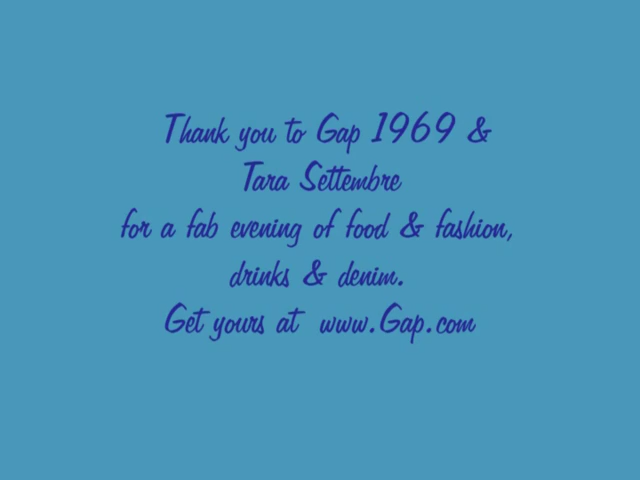 Thank you to Gap 1969 &
Tara Settembre
for a fab evening of food & fashion,
drinks & denim.
Get yours at www.Gap.com